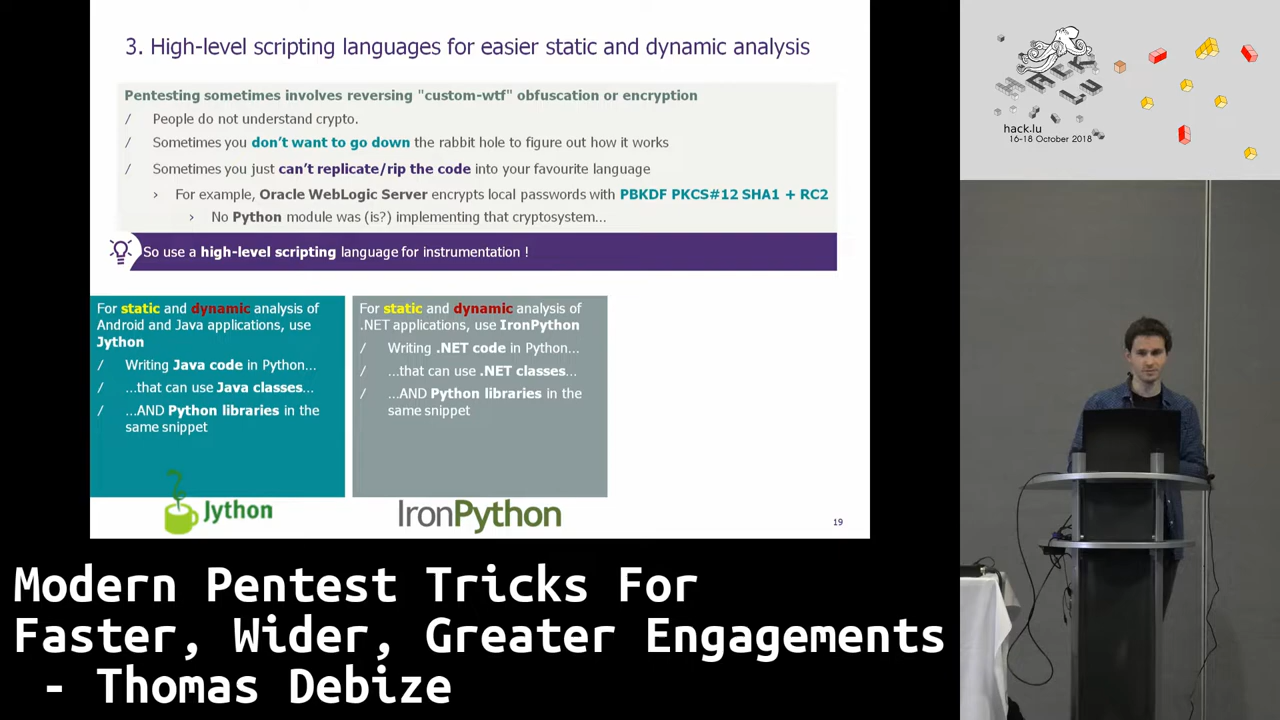 3. High-level scripting languages for easier static and dynamic analysis
Pentesting sometimes involves reversing "custom-wtf" obfuscation or encryption
/ People do not understand crypto.
/ Sometimes you don't want to go down the rabbit hole to figure out how it works
/ Sometimes you just can't replicate/rip the code into your favourite language
› For example, Oracle WebLogic Server encrypts local passwords with PBKDF PKCS#12 SHA1 + RC2
› No Python module was (is?) implementing that cryptosystem…
So use a high-level scripting language for instrumentation !
For static and dynamic analysis of
Android and Java applications, use
Jython
/ Writing Java code in Python…
/ …that can use Java classes…
/ …AND Python libraries in the
same snippet
Jython
For static and dynamic analysis of
.NET applications, use IronPython
/ Writing .NET code in Python…
/ …that can use .NET classes…
/ …AND Python libraries in the
same snippet
IronPython
19
HACK
LU
hack.lu
16-18 October 2018
Modern Pentest Tricks For
Faster, Wider, Greater Engagements
- Thomas Debize